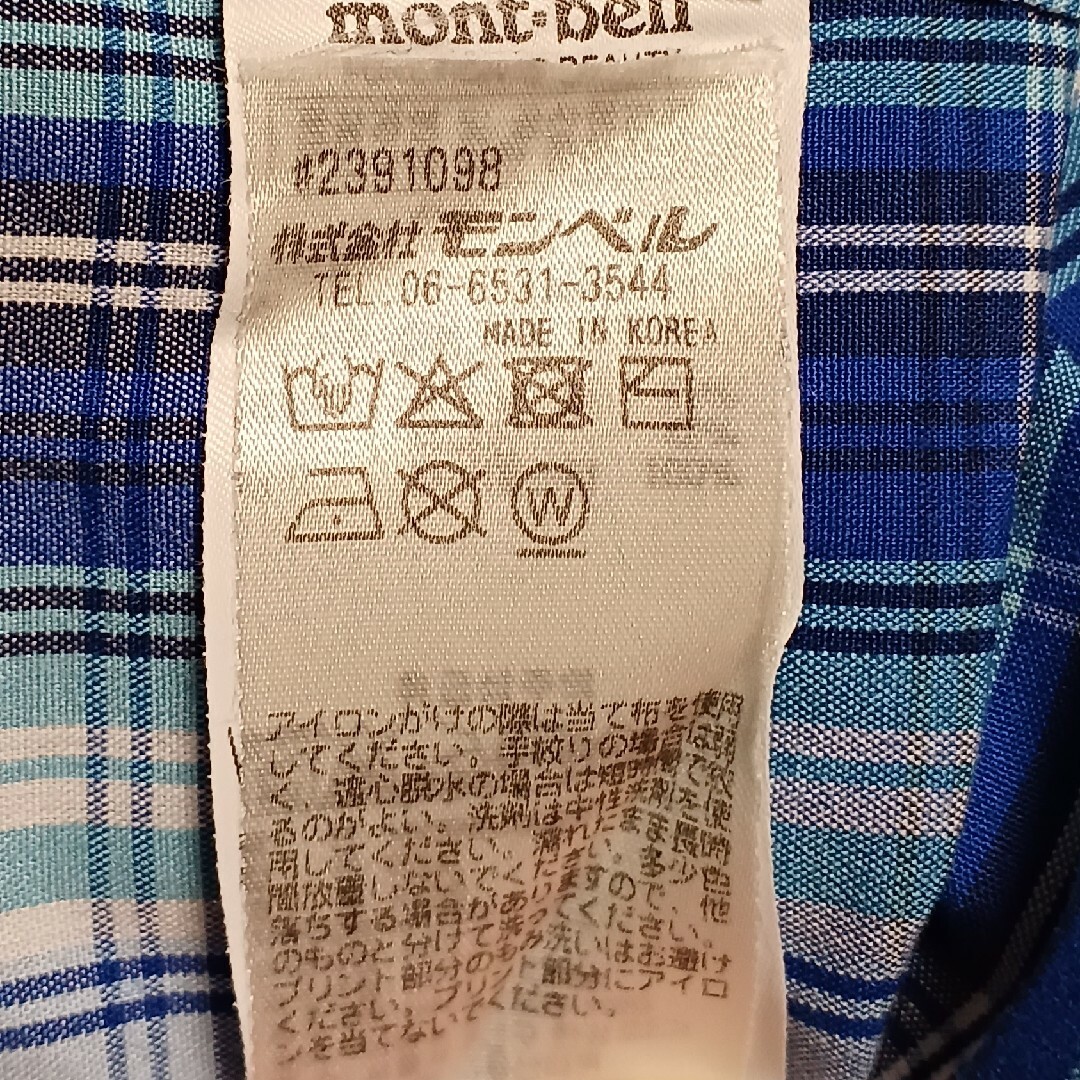 mont-bell
#2391098
株式会社モンベル
TEL 06-6531-3544
MADE IN KOREA
W
アイロンがけの際は当て布を使用
してください。手絞りの場合は弱
く、遠心脱水の場合は短時間で
のがよい。洗剤は中性洗剤を使
用してください。濡れたまま長時
間放置しないでください。多少色
落ちする場合がありますので、他
のものと分けて洗ってください。
プリント部分のつまみ洗いはお避け
ください。プリント部分にアイロ
ンを当てないでください。